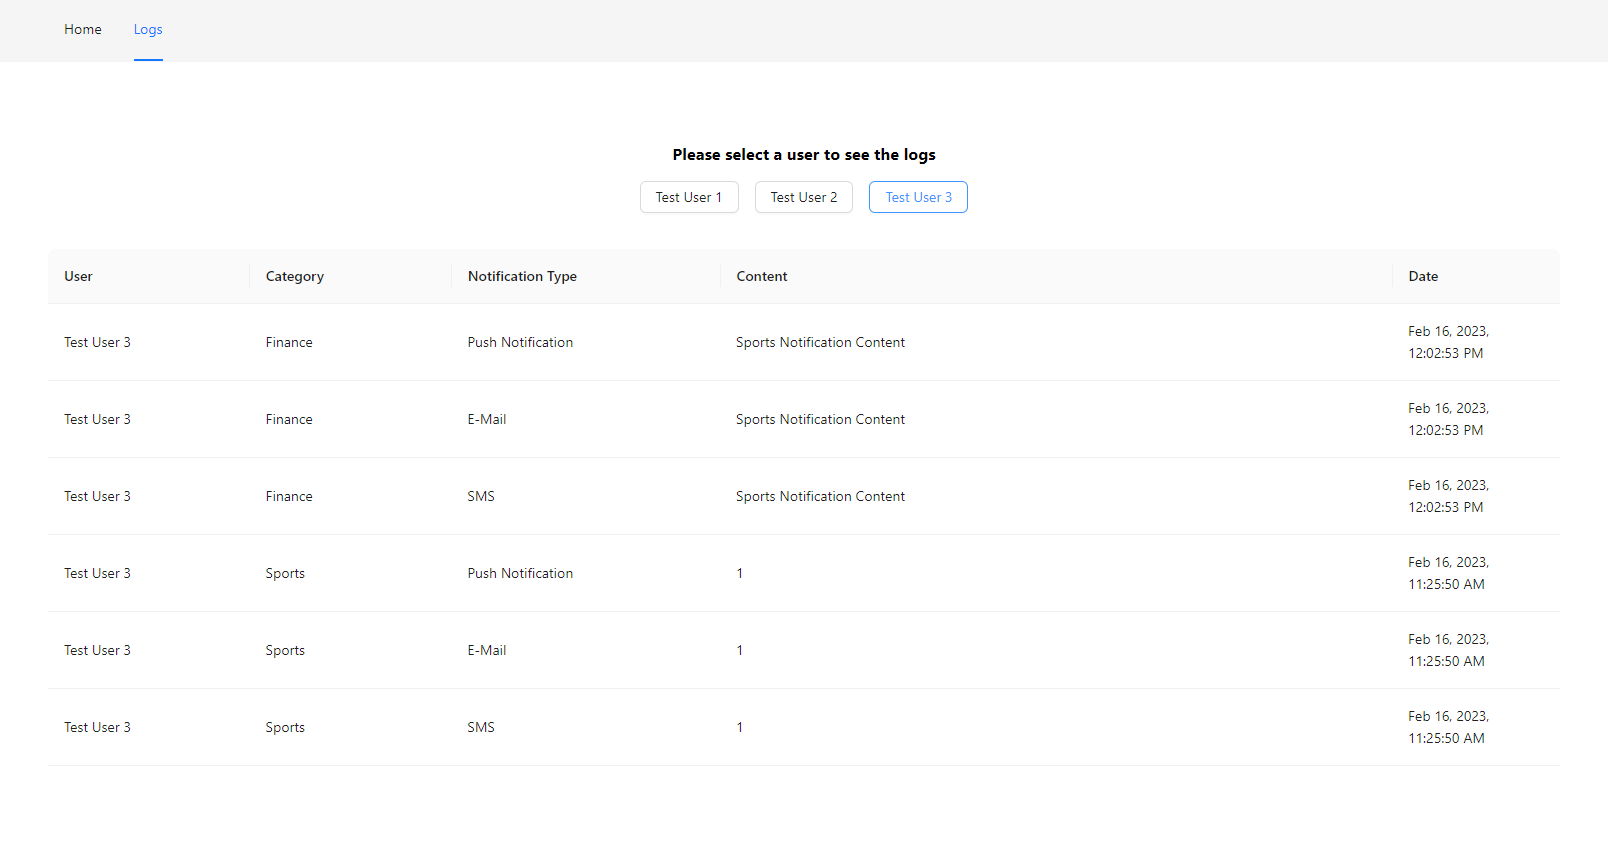 Home Logs
Please select a user to see the logs
Test User 1 Test User 2 Test User 3
User Category Notification Type Content Date
Test User 3 Finance Push Notification Sports Notification Content Feb 16, 2023,
12:02:53 PM
Test User 3 Finance E-Mail Sports Notification Content Feb 16, 2023,
12:02:53 PM
Test User 3 Finance SMS Sports Notification Content Feb 16, 2023,
12:02:53 PM
Test User 3 Sports Push Notification 1 Feb 16, 2023,
11:25:50 AM
Test User 3 Sports E-Mail 1 Feb 16, 2023,
11:25:50 AM
Test User 3 Sports SMS 1 Feb 16, 2023,
11:25:50 AM